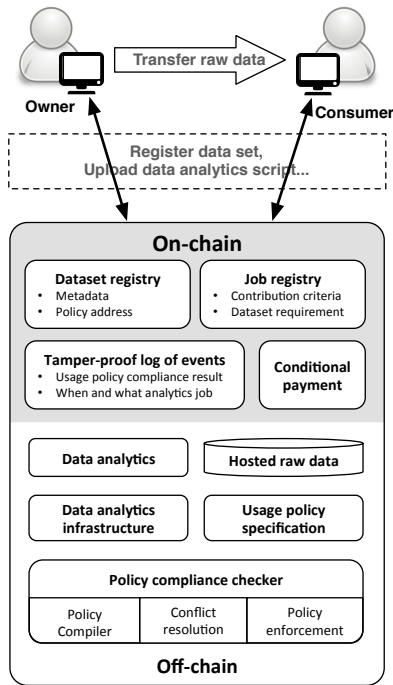 Transfer raw data
Owner
Consumer
Register data set,
Upload data analytics script...
On-chain
Dataset registry
• Metadata
• Policy address
Job registry
• Contribution criteria
• Dataset requirement
Tamper-proof log of events
• Usage policy compliance result
• When and what analytics job
Conditional
payment
Data analytics
Hosted raw data
Data analytics
infrastructure
Usage policy
specification
Policy compliance checker
Policy
Compiler
Conflict
resolution
Policy
enforcement
Off-chain